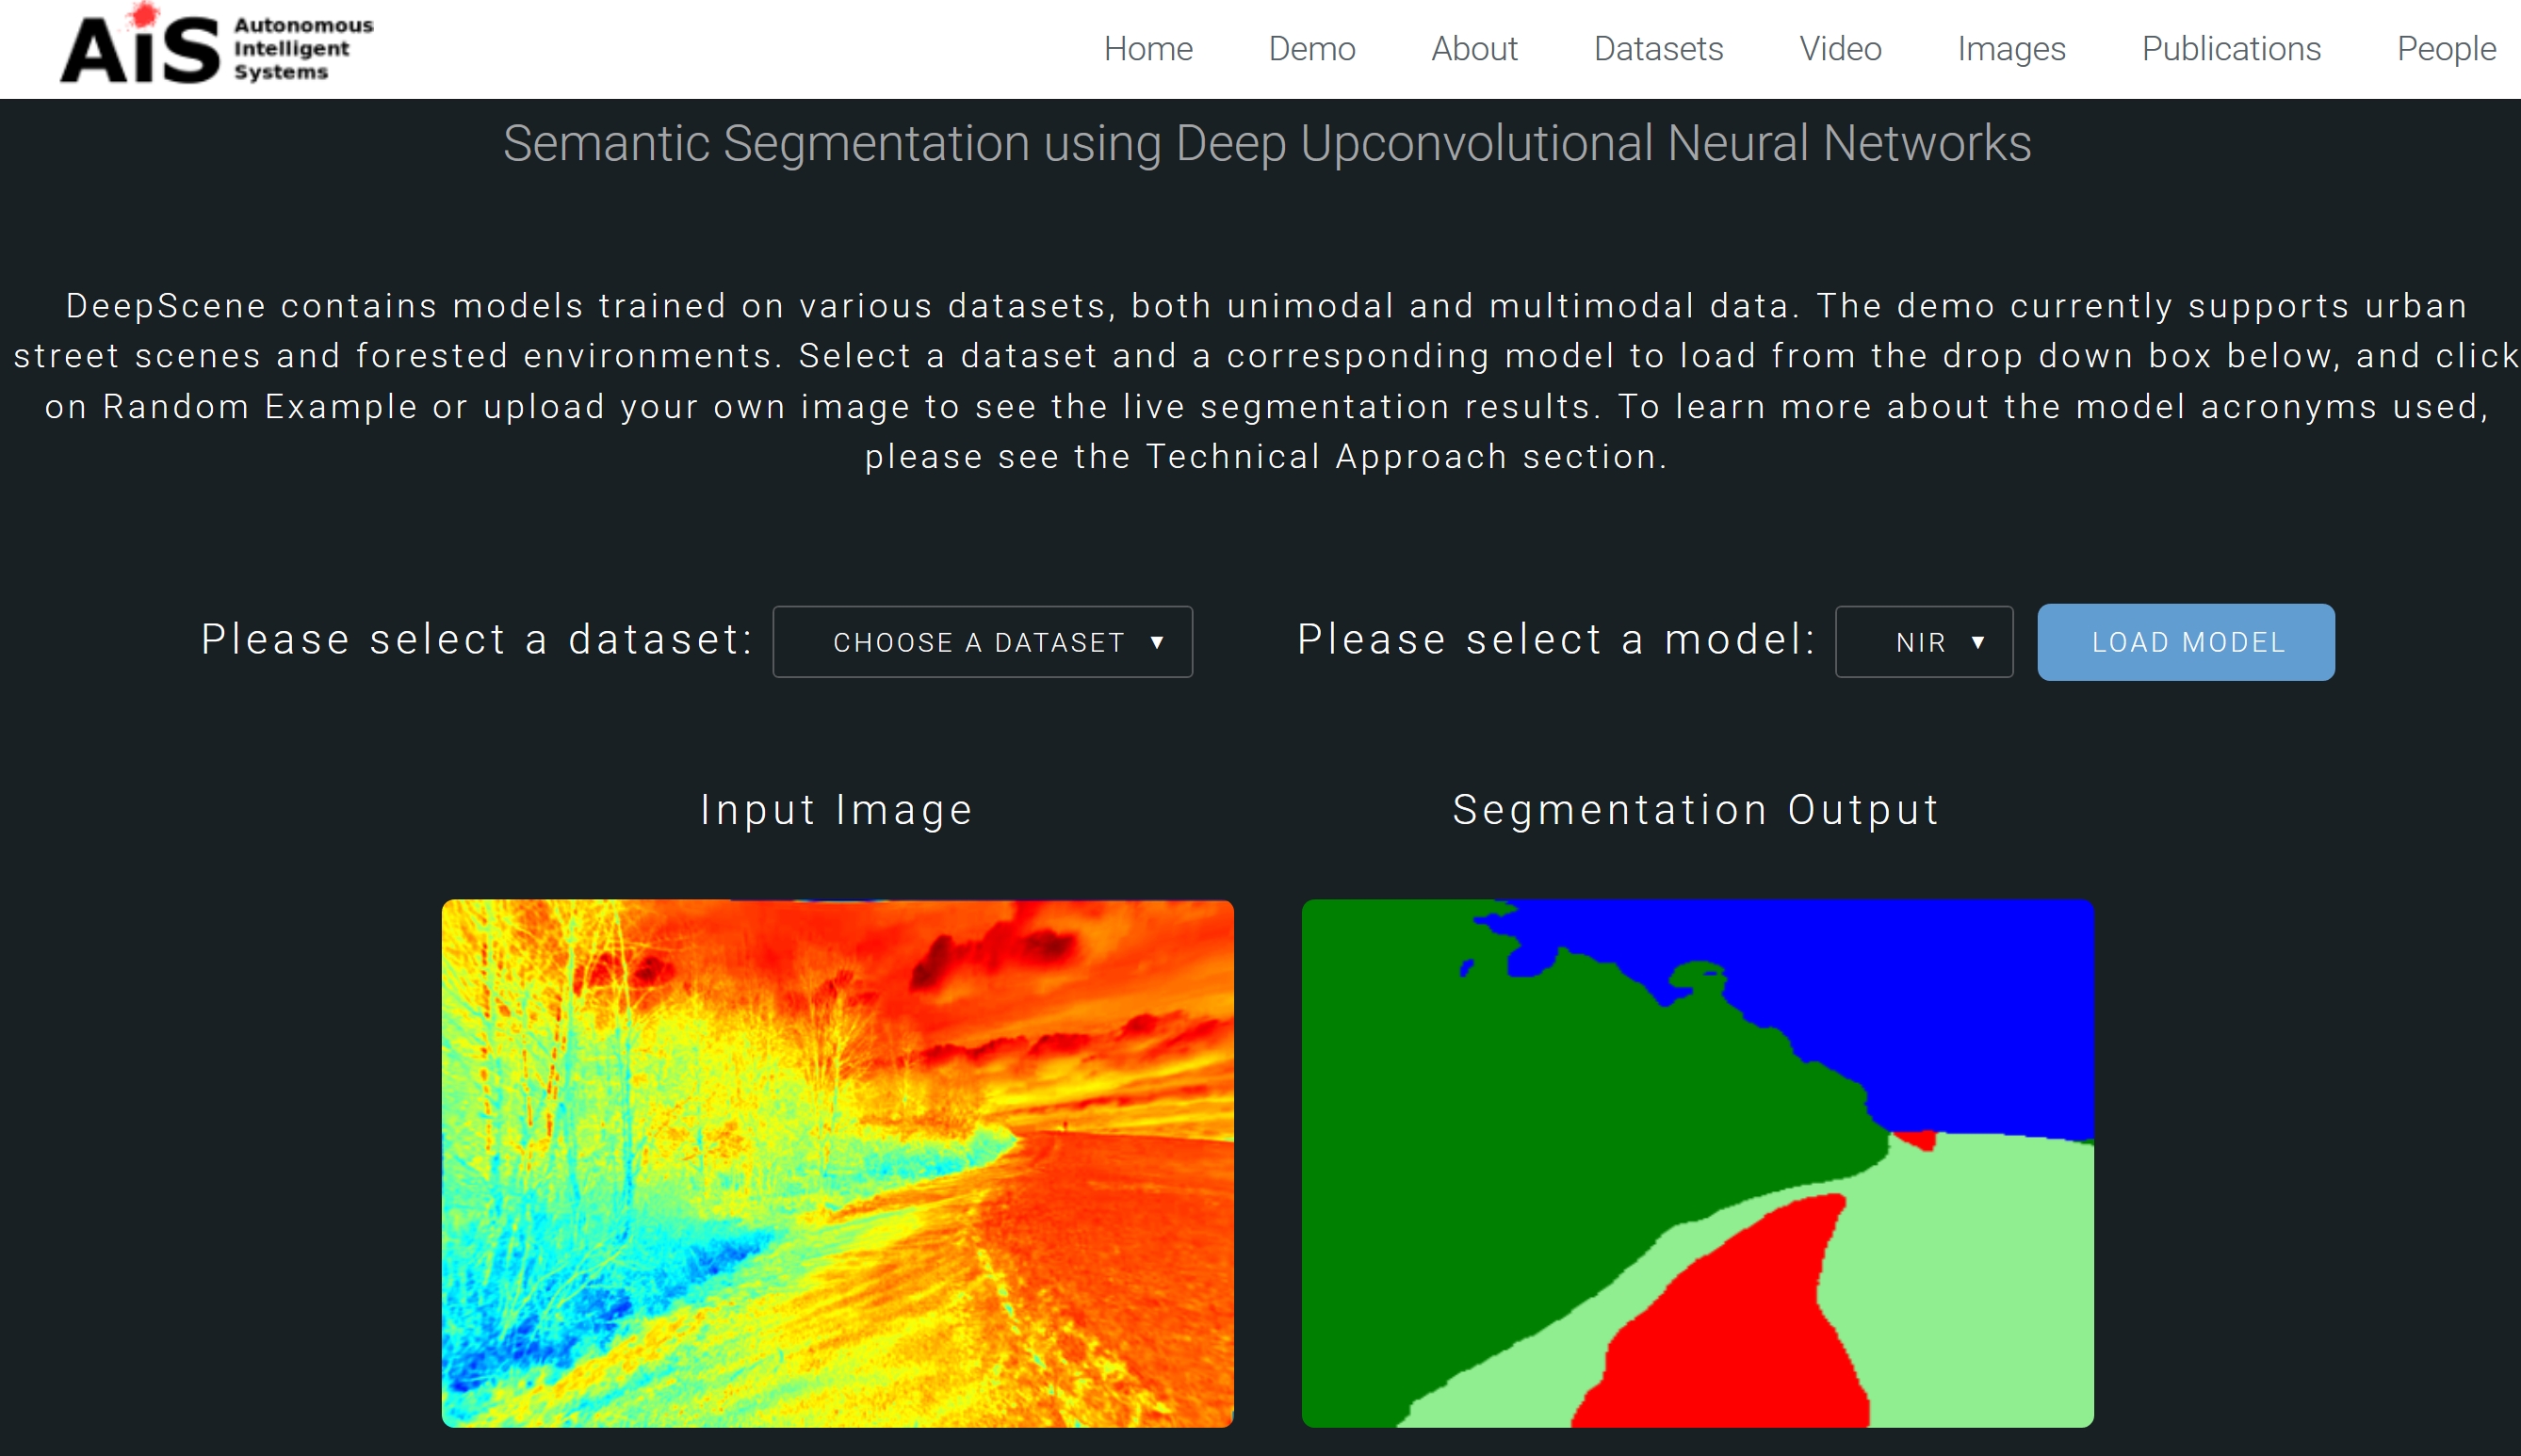 AiS Autonomous
Intelligent
Systems
Home Demo About Datasets Video Images Publications People
Semantic Segmentation using Deep Upconvolutional Neural Networks
DeepScene contains models trained on various datasets, both unimodal and multimodal data. The demo currently supports urban
street scenes and forested environments. Select a dataset and a corresponding model to load from the drop down box below, and click
on Random Example or upload your own image to see the live segmentation results. To learn more about the model acronyms used,
please see the Technical Approach section.
Please select a dataset: CHOOSE A DATASET ▼ Please select a model: NIR ▼ LOAD MODEL
Input Image Segmentation Output